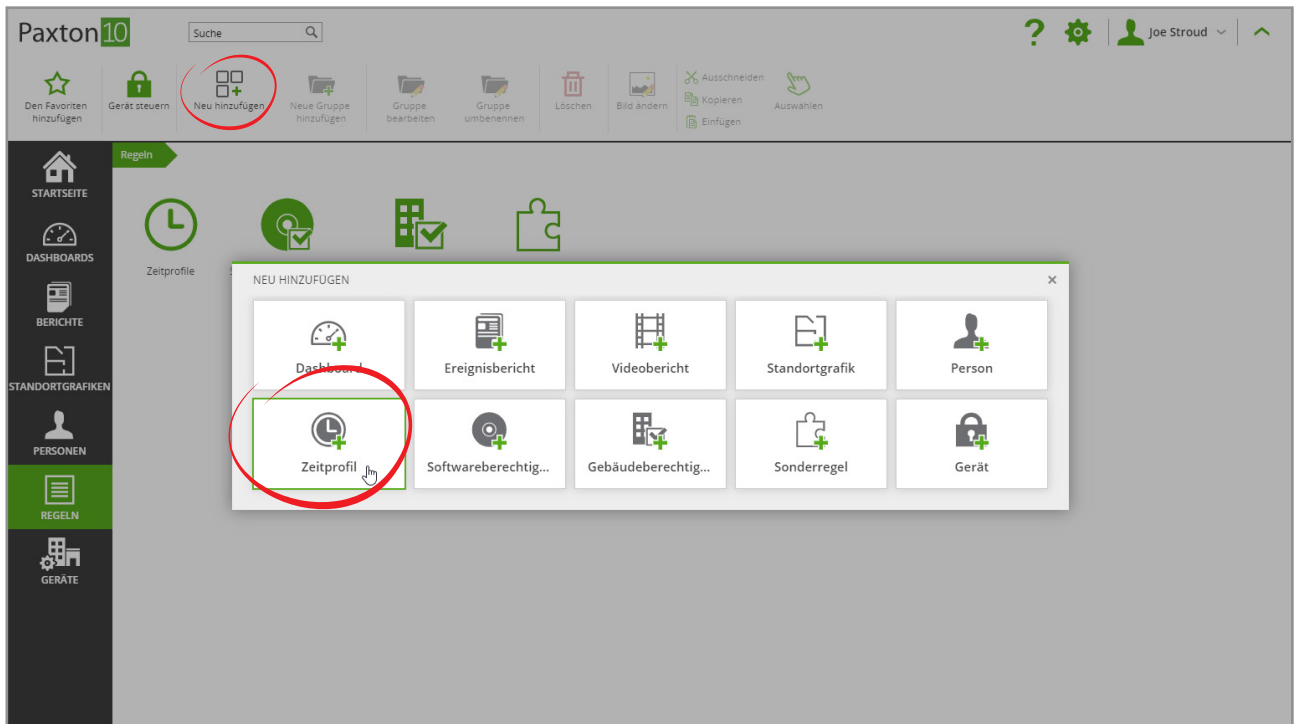 Paxton 10
Suche
Joe Stroud
Den Favoriten
hinzufügen
Gerät steuern
Neu hinzufügen
Neue Gruppe
hinzufügen
Gruppe
bearbeiten
Gruppe
umbenennen
Löschen
Bild ändern
Ausschneiden
Kopieren
Einfügen
Auswählen
STARTSEITE
DASHBOARDS
BERICHTE
STANDORTGRAFIKEN
PERSONEN
REGELN
GERÄTE
Regeln
Zeitprofile
NEU HINZUFÜGEN
Dashboard
Ereignisbericht
Videobericht
Standortgrafik
Person
Zeitprofil
Softwareberechtig...
Gebäudeberechtig...
Sonderregel
Gerät